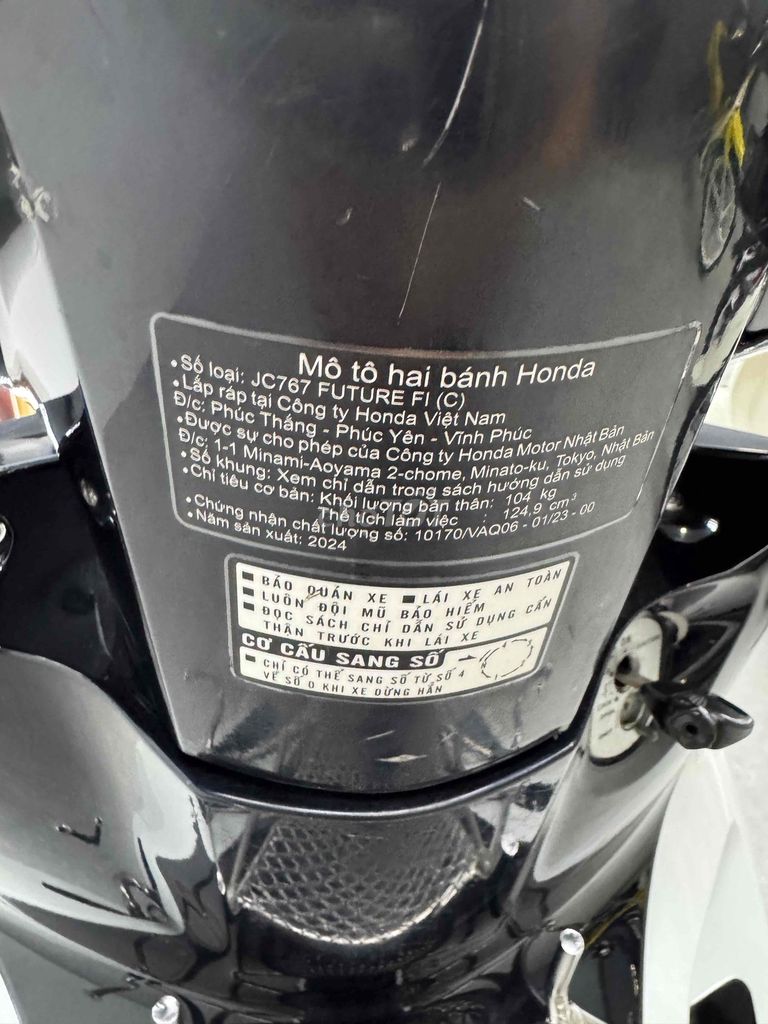 Mô tô hai bánh Honda
•Số loại: JC767 FUTURE FI (C)
•Lắp ráp tại Công ty Honda Việt Nam
Đ/c: Phúc Thắng - Phúc Yên - Vĩnh Phúc
•Được sự cho phép của Công ty Honda Motor Nhật Bản
Đ/c: 1-1 Minami-Aoyama 2-chome, Minato-ku, Tokyo, Nhật Bản
•Số khung: Xem chỉ dẫn trong sách hướng dẫn sử dụng
•Chỉ tiêu cơ bản: Khối lượng bản thân: 104 kg
Thể tích làm việc : 124,9 cm³
•Chứng nhận chất lượng số: 10170/VAQ06 - 01/23 - 00
•Năm sản xuất: 2024
■ BẢO QUẢN XE ■ LÁI XE AN TOÀN
■ LUÔN ĐỘI MŨ BẢO HIỂM
■ ĐỌC SÁCH CHỈ DẪN SỬ DỤNG CẨN
THẬN TRƯỚC KHI LÁI XE
CƠ CẤU SANG SỐ
■ CHỈ CÓ THỂ SANG SỐ TỪ SỐ 4
VỀ SỐ 0 KHI XE DỪNG HẲN